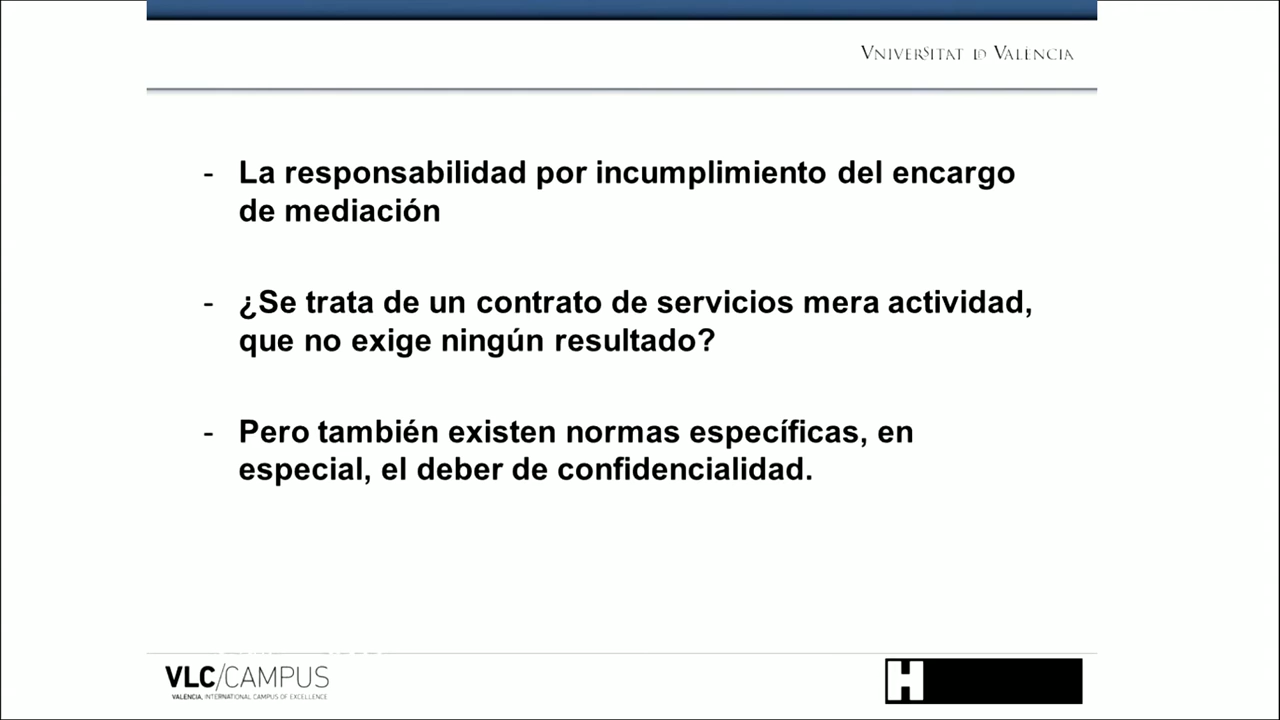 VNIVERSITAT ID VALÈNCIA
- La responsabilidad por incumplimiento del encargo
de mediación
- ¿Se trata de un contrato de servicios mera actividad,
que no exige ningún resultado?
- Pero también existen normas específicas, en
especial, el deber de confidencialidad.
VLC/CAMPUS
VALENCIA, INTERNATIONAL CAMPUS OF EXCELLENCE
H